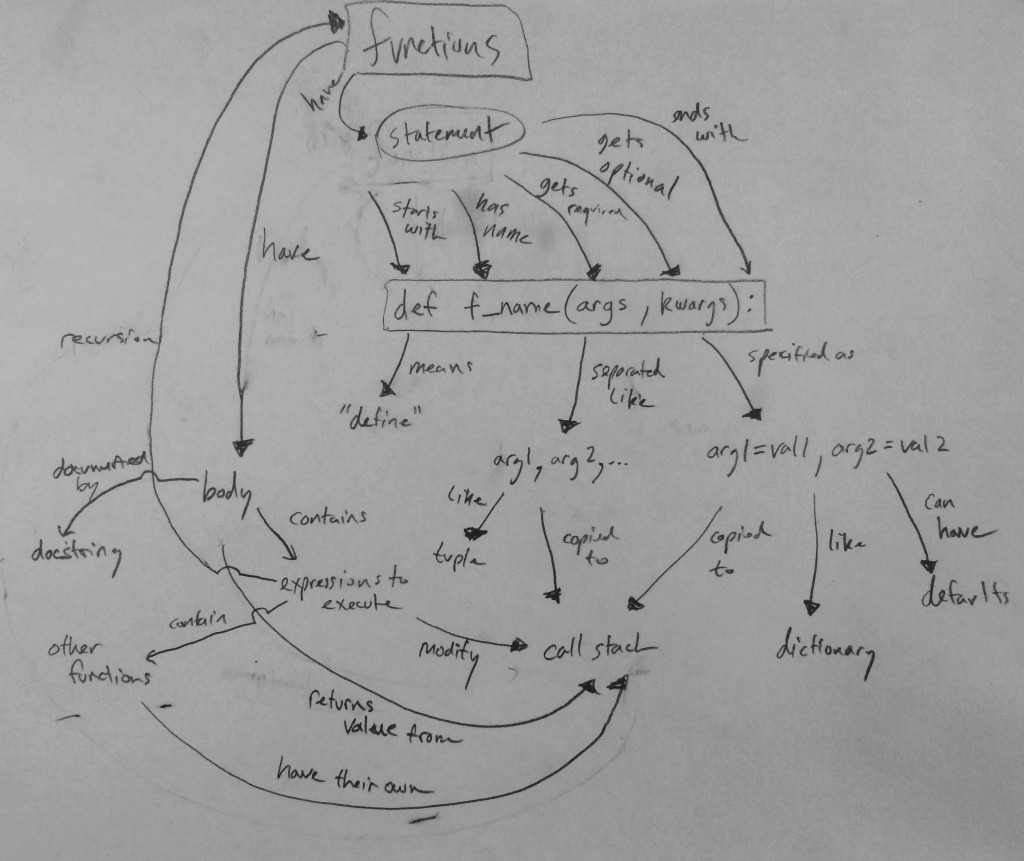 functions
have
statement
ends
with
gets
optional
gets
required
has
name
starts
with
have
def f_name(args, kwargs):
recursion
means
separated
like
specified as
"define"
arg1, arg2, ...
arg1=val1, arg2=val2
documented
by
body
like
can
have
contains
copied
to
copied
to
like
docstring
tuple
expressions to
execute
defaults
contain
other
functions
modify
call stack
dictionary
returns
value from
have their own